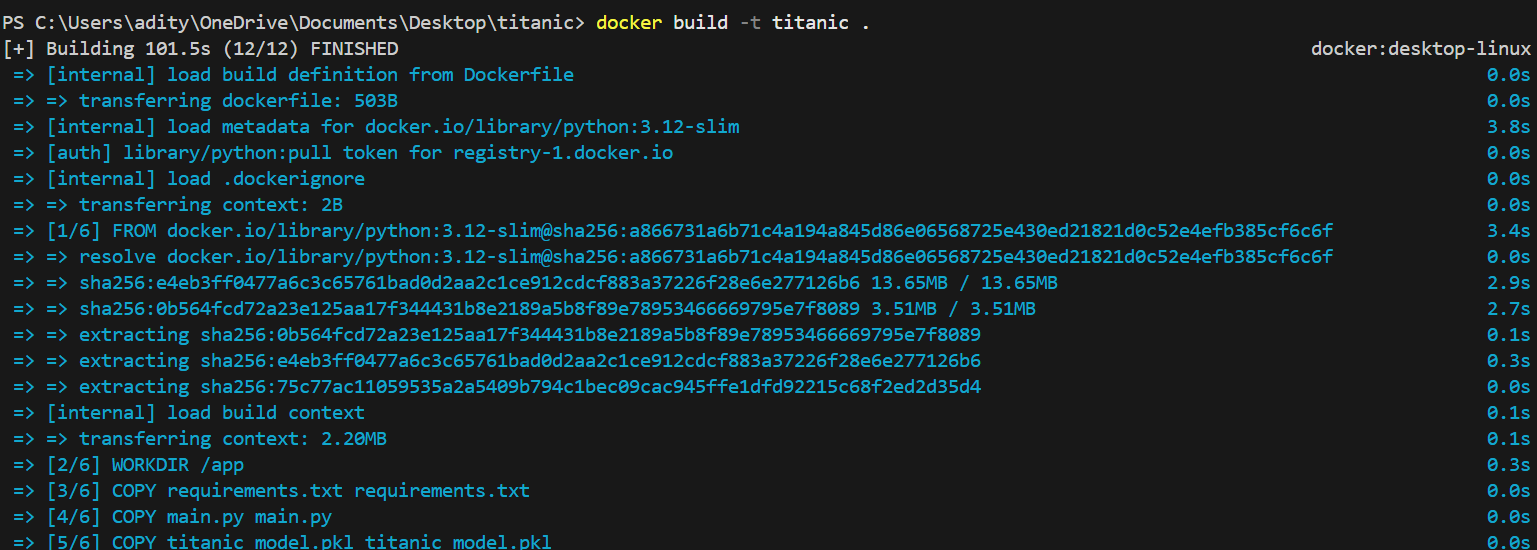 PS C:\Users\adity\OneDrive\Documents\Desktop\titanic> docker build -t titanic .
[+] Building 101.5s (12/12) FINISHED docker:desktop-linux
=> [internal] load build definition from Dockerfile 0.0s
=> => transferring dockerfile: 503B 0.0s
=> [internal] load metadata for docker.io/library/python:3.12-slim 3.8s
=> [auth] library/python:pull token for registry-1.docker.io 0.0s
=> [internal] load .dockerignore 0.0s
=> => transferring context: 2B 0.0s
=> [1/6] FROM docker.io/library/python:3.12-slim@sha256:a866731a6b71c4a194a845d86e06568725e430ed21821d0c52e4efb385cf6c6f 3.4s
=> => resolve docker.io/library/python:3.12-slim@sha256:a866731a6b71c4a194a845d86e06568725e430ed21821d0c52e4efb385cf6c6f 0.0s
=> => sha256:e4eb3ff0477a6c3c65761bad0d2aa2c1ce912cdcf883a37226f28e6e277126b6 13.65MB / 13.65MB 2.9s
=> => sha256:0b564fcd72a23e125aa17f344431b8e2189a5b8f89e78953466669795e7f8089 3.51MB / 3.51MB 2.7s
=> => extracting sha256:0b564fcd72a23e125aa17f344431b8e2189a5b8f89e78953466669795e7f8089 0.1s
=> => extracting sha256:e4eb3ff0477a6c3c65761bad0d2aa2c1ce912cdcf883a37226f28e6e277126b6 0.3s
=> => extracting sha256:75c77ac11059535a2a5409b794c1bec09cac945ffe1dfd92215c68f2ed2d35d4 0.0s
=> [internal] load build context 0.1s
=> => transferring context: 2.20MB 0.1s
=> [2/6] WORKDIR /app 0.3s
=> [3/6] COPY requirements.txt requirements.txt 0.0s
=> [4/6] COPY main.py main.py 0.0s
=> [5/6] COPY titanic_model.pkl titanic_model.pkl 0.0s